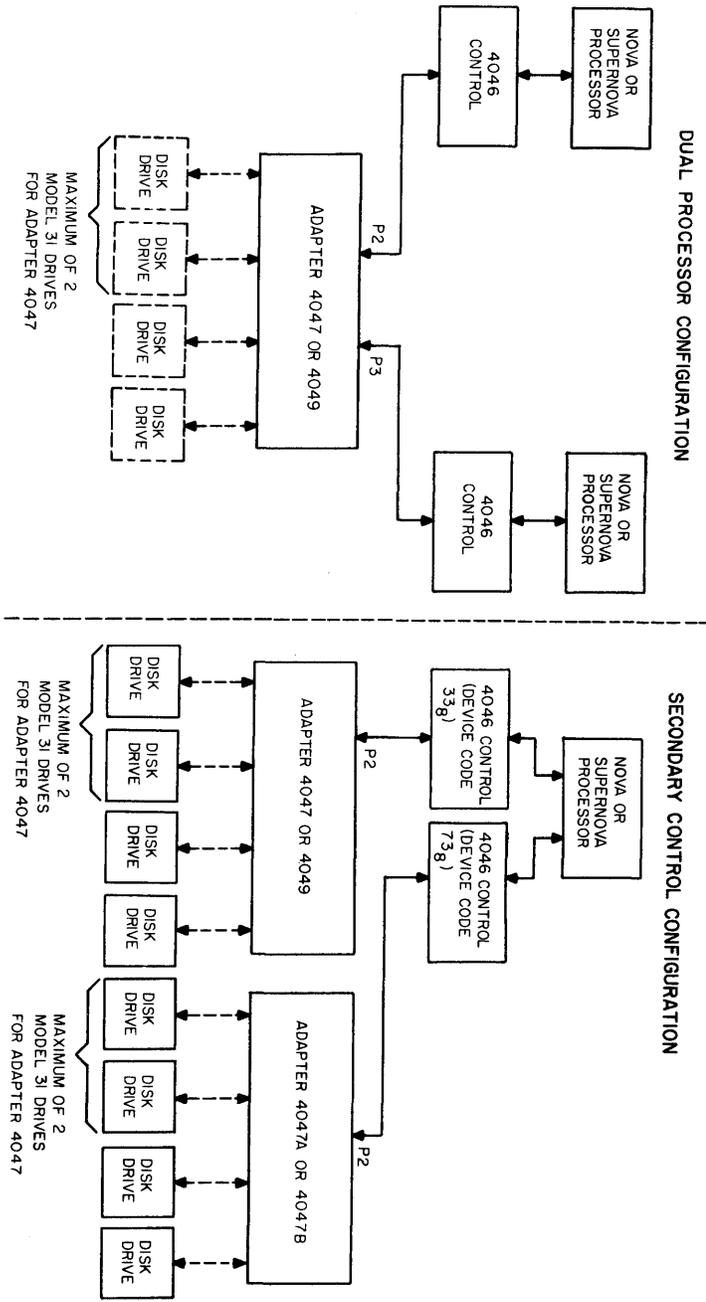 DUAL PROCESSOR CONFIGURATION
NOVA OR
SUPERNOVA
PROCESSOR
NOVA OR
SUPERNOVA
PROCESSOR
4046
CONTROL
4046
CONTROL
P2
P3
ADAPTER 4047 OR 4049
DISK
DRIVE
DISK
DRIVE
DISK
DRIVE
DISK
DRIVE
MAXIMUM OF 2
MODEL 31 DRIVES
FOR ADAPTER 4047
SECONDARY CONTROL CONFIGURATION
NOVA OR
SUPERNOVA
PROCESSOR
4046 CONTROL
(DEVICE CODE
33₈)
4046 CONTROL
(DEVICE CODE
73₈)
P2
P2
ADAPTER 4047 OR 4049
ADAPTER 4047A OR 4047B
DISK
DRIVE
DISK
DRIVE
DISK
DRIVE
DISK
DRIVE
DISK
DRIVE
DISK
DRIVE
DISK
DRIVE
DISK
DRIVE
MAXIMUM OF 2
MODEL 31 DRIVES
FOR ADAPTER 4047
MAXIMUM OF 2
MODEL 31 DRIVES
FOR ADAPTER 4047